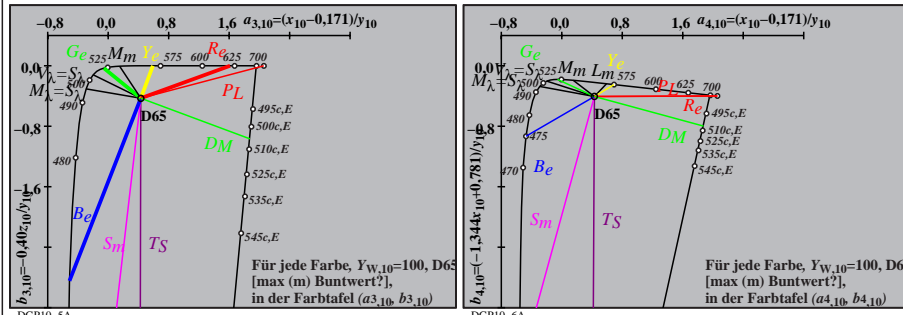 −0,8 0,0 0,8 1,6 a3,10=(x10−0,171)/y10
0,0
−0,8
−1,6
b3,10=−0,40z10/y10
Ge 525 Mm Ye 575 600 Re 625 700
Vλ=Sλ
500
Mλ=Sλ
490
480
D65
PL
DM
495c,E
500c,E
510c,E
525c,E
535c,E
545c,E
Be
Sm
TS
Für jede Farbe, YW,10=100, D65
[max (m) Buntwert?],
in der Farbtafel (a3,10, b3,10)
−0,8 0,0 0,8 1,6 a4,10=(x10−0,171)/y10
0,0
−0,8
b4,10=(−1,344x10+0,781)/y10
Ge 525 Mm Lm Ye 575 600 PL 625 700
Vλ=Sλ
500
Mλ=Sλ
490
480
475
470
D65
Re
DM
495c,E
510c,E
525c,E
535c,E
545c,E
Be
Sm
TS
Für jede Farbe, YW,10=100, D6
[max (m) Buntwert?],
in der Farbtafel (a4,10, b4,10)